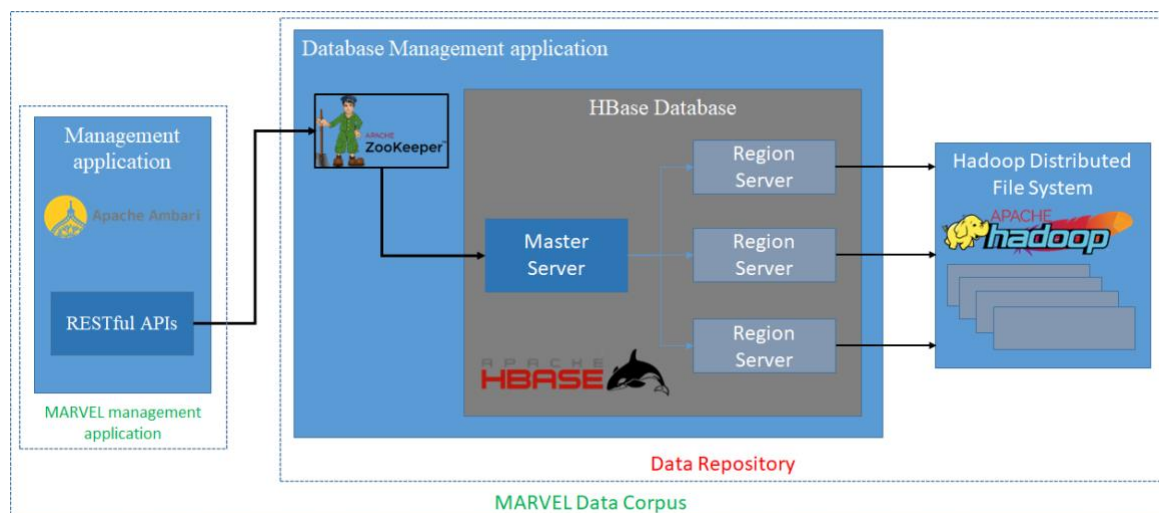 Database Management application
Management
application
Apache Ambari
RESTful APIs
MARVEL management
application
APACHE
ZooKeeper™
HBase Database
Master
Server
Region
Server
Region
Server
Region
Server
APACHE
HBASE
Hadoop Distributed
File System
APACHE
hadoop
Data Repository
MARVEL Data Corpus